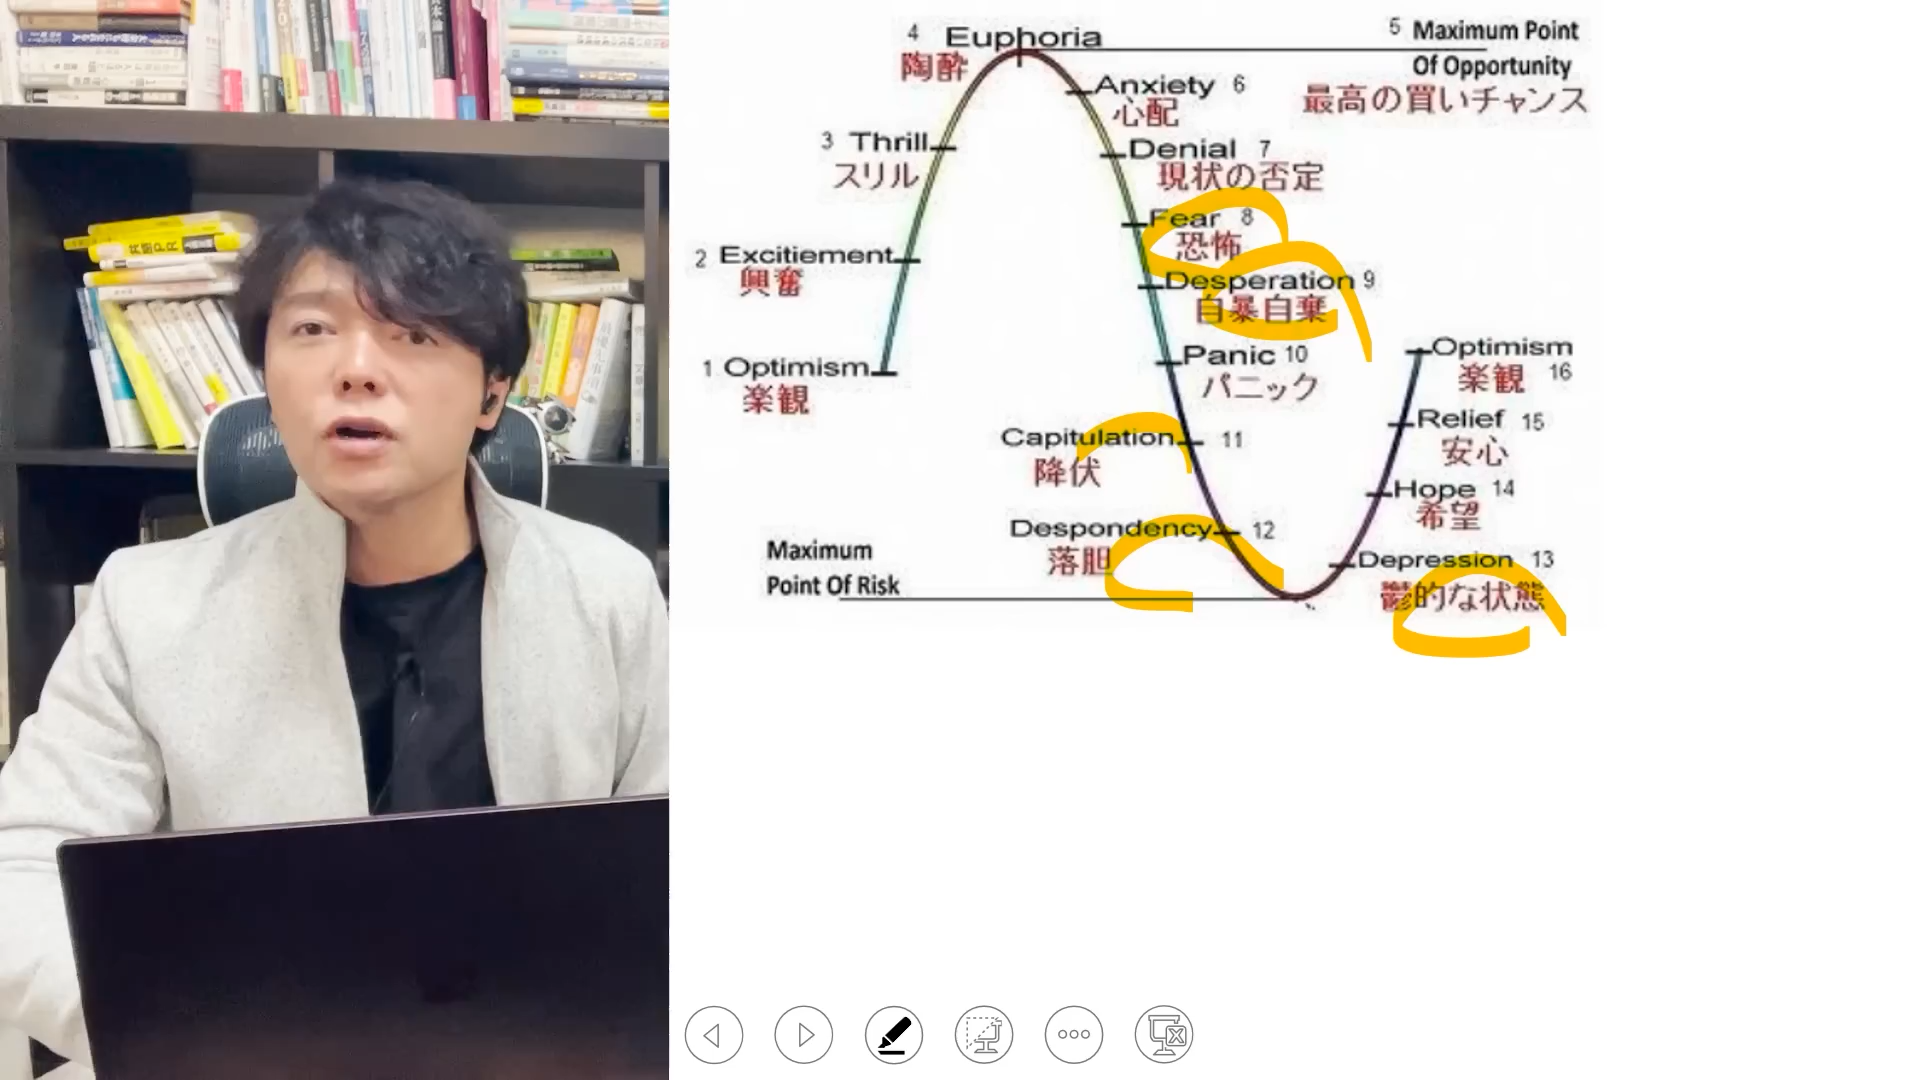 4 Euphoria
陶酔
5 Maximum Point
Of Opportunity
最高の買いチャンス
Anxiety 6
心配
3 Thrill
スリル
Denial 7
現状の否定
Fear 8
恐怖
2 Excitiement
興奮
Desperation 9
自暴自棄
1 Optimism
楽観
Panic 10
パニック
Optimism
楽観 16
Capitulation 11
降伏
Relief 15
安心
Hope 14
希望
Despondency 12
落胆
Maximum
Point Of Risk
Depression 13
鬱的な状態